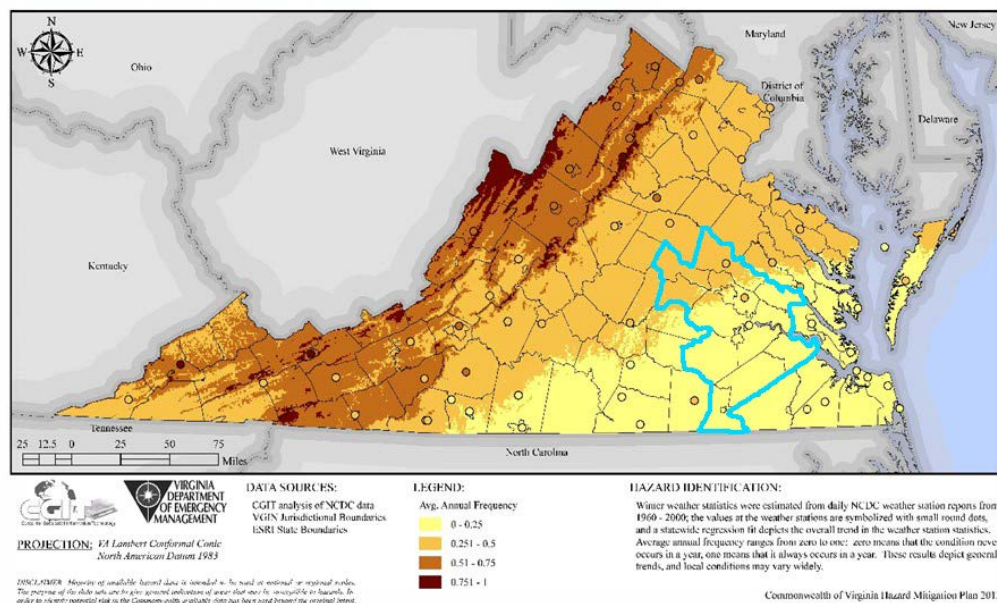 N
W E
S
Ohio
Maryland
New Jersey
District of
Columbia
Delaware
West Virginia
Kentucky
Tennessee
North Carolina
25 12.5 0 25 50 75
Miles
VIRGINIA
DEPARTMENT
OF EMERGENCY
MANAGEMENT
PROJECTION: VA Lambert Conformal Conic
North American Datum 1983
DATA SOURCES:
CGIT analysis of NCDC data
VGIN Jurisdictional Boundaries
ESRI State Boundaries
LEGEND:
Avg. Annual Frequency
0 - 0.25
0.251 - 0.5
0.51 - 0.75
0.751 - 1
HAZARD IDENTIFICATION:
Winter weather statistics were estimated from daily NCDC weather station reports from
1960 - 2000; the values at the weather stations are symbolized with small round dots,
and a statewide regression fit depicts the overall trend in the weather station statistics.
Average annual frequency ranges from zero to one: zero means that the condition neve
occurs in a year, one means that it always occurs in a year. These results depict general
trends, and local conditions may vary widely.
Commonwealth of Virginia Hazard Mitigation Plan 201